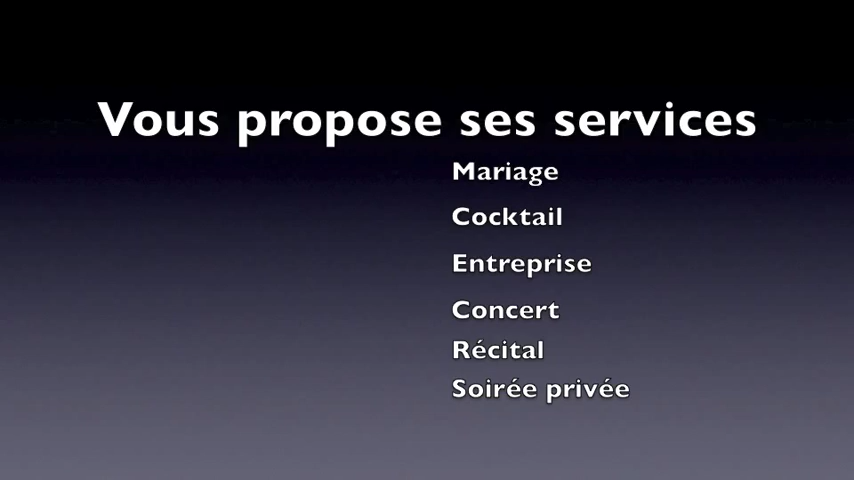 Vous propose ses services
Mariage
Cocktail
Entreprise
Concert
Récital
Soirée privée